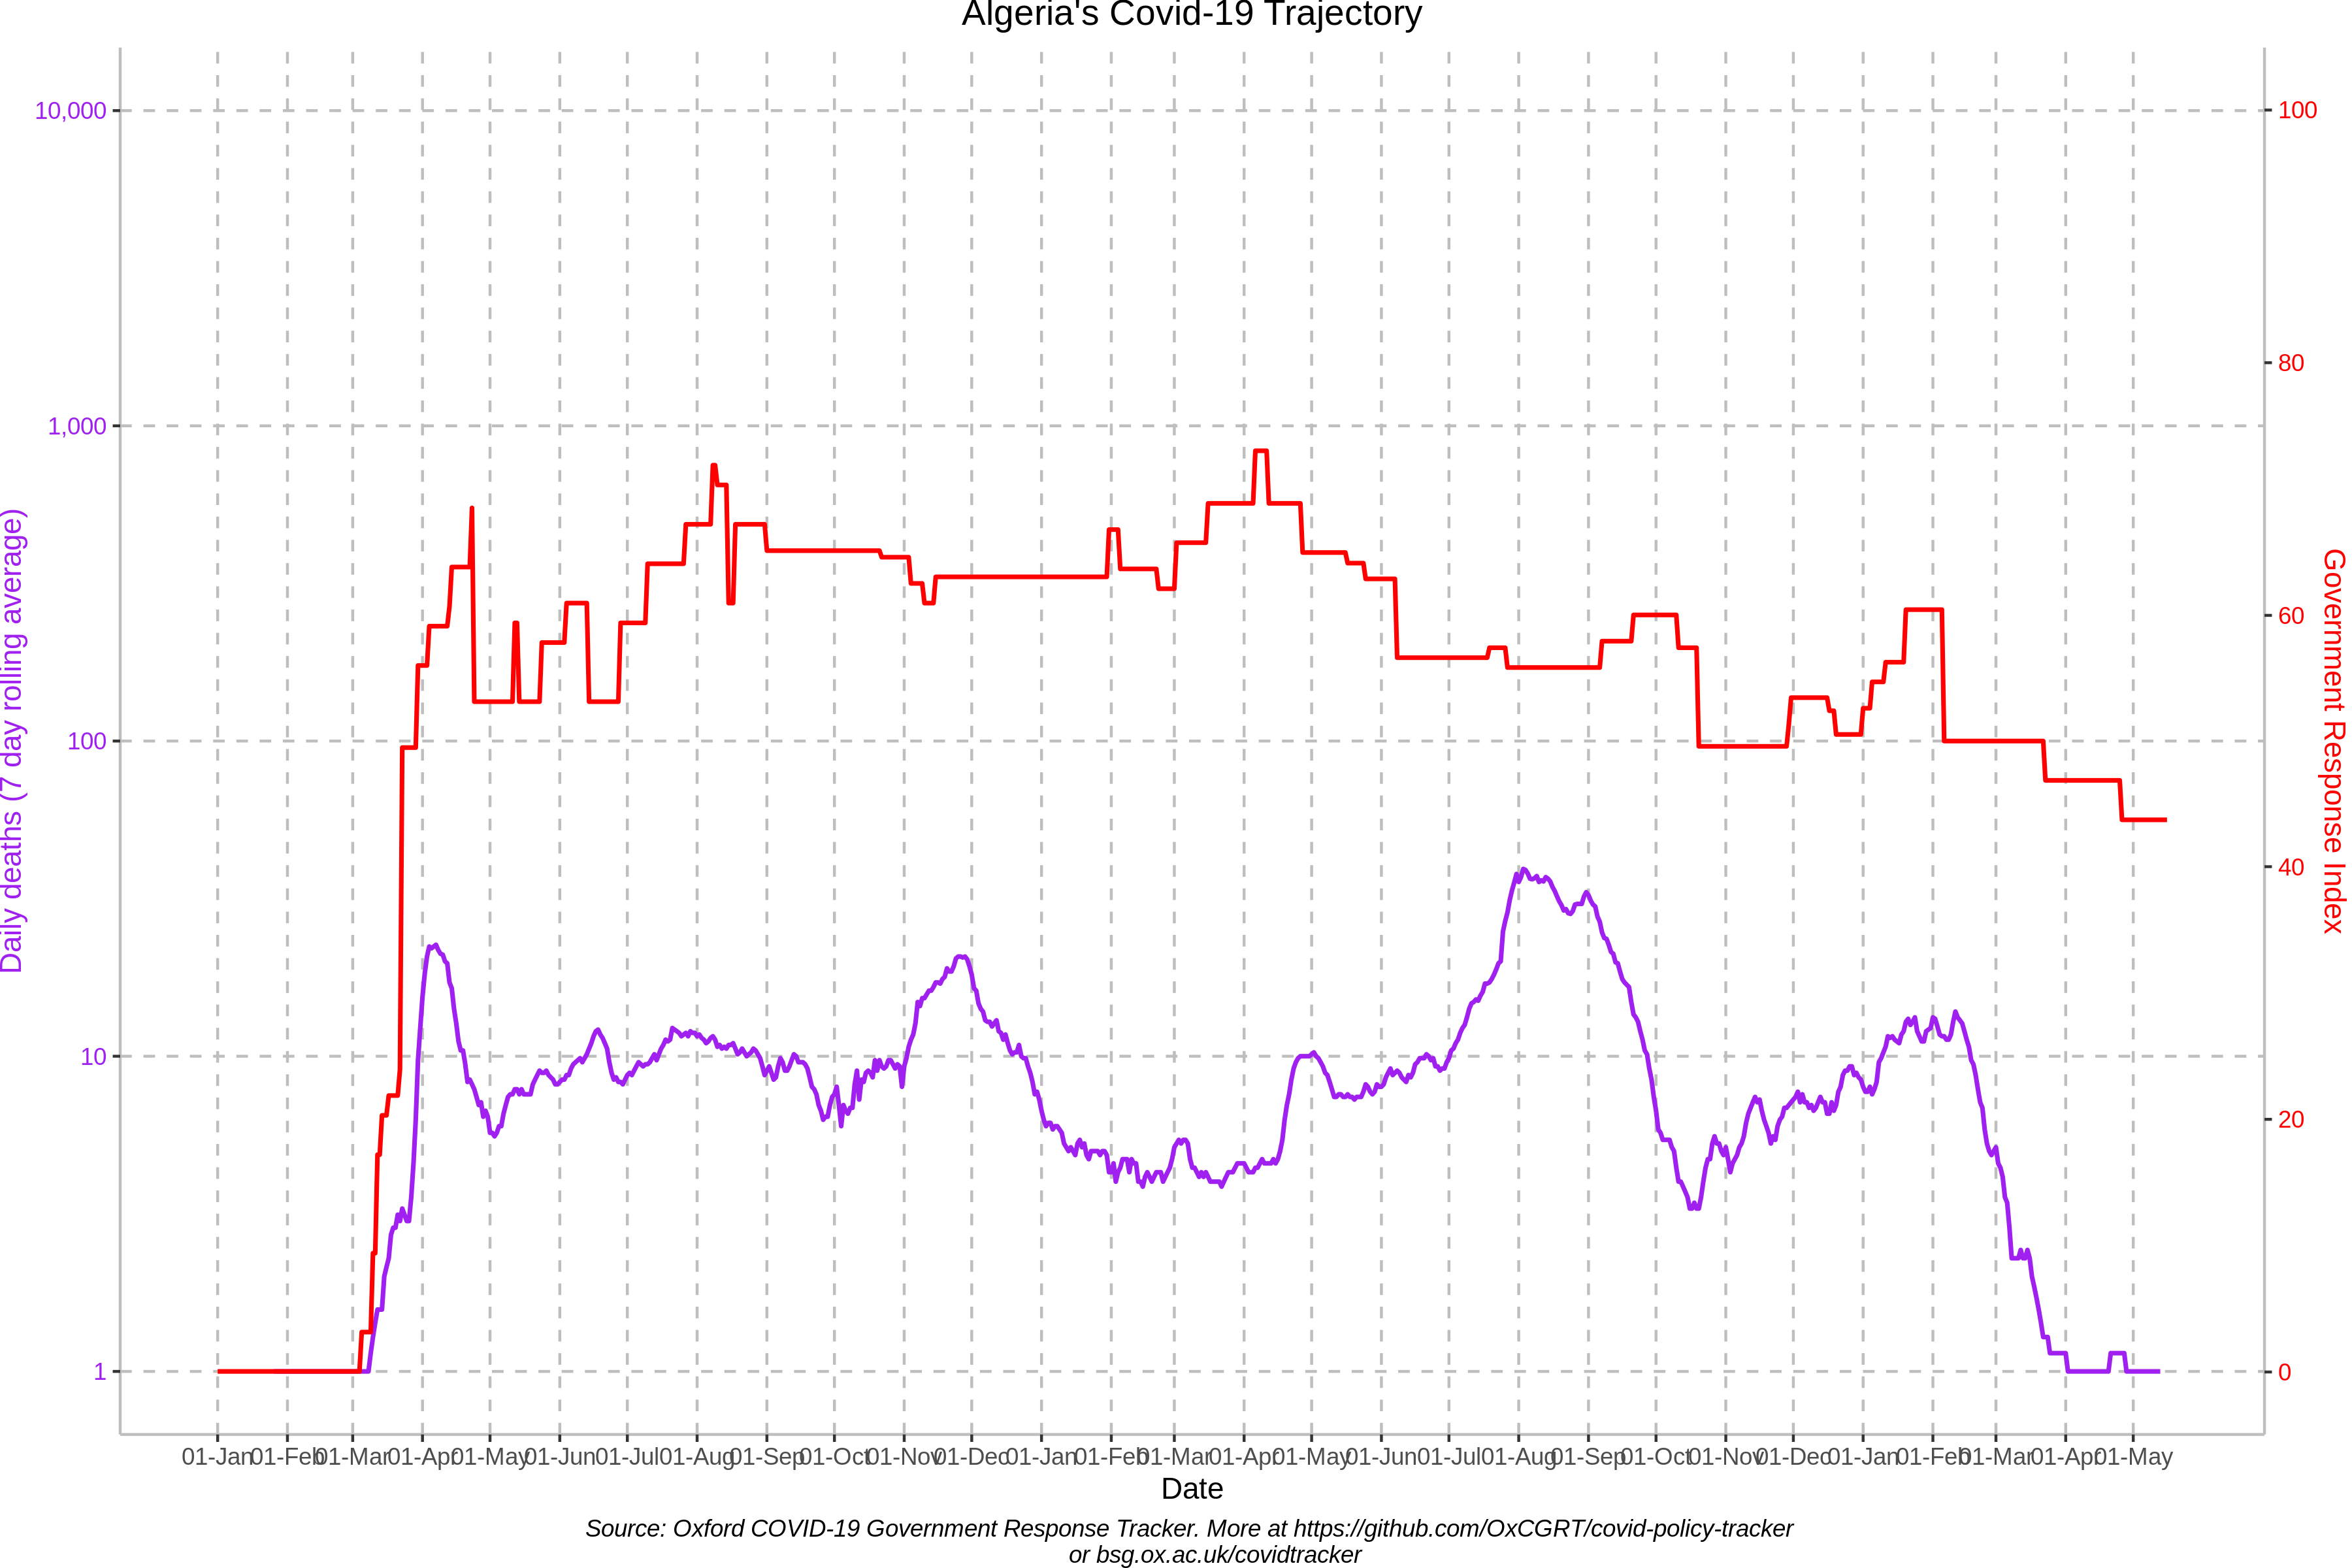 Algeria's Covid-19 Trajectory
10,000
1,000
100
10
1
Daily deaths (7 day rolling average)
100
80
60
40
20
0
Government Response Index
01-Jan 01-Feb 01-Mar 01-Apr 01-May 01-Jun 01-Jul 01-Aug 01-Sep 01-Oct 01-Nov 01-Dec 01-Jan 01-Feb 01-Mar 01-Apr 01-May 01-Jun 01-Jul 01-Aug 01-Sep 01-Oct 01-Nov 01-Dec 01-Jan 01-Feb 01-Mar 01-Apr 01-May
Date
Source: Oxford COVID-19 Government Response Tracker. More at https://github.com/OxCGRT/covid-policy-tracker
or bsg.ox.ac.uk/covidtracker